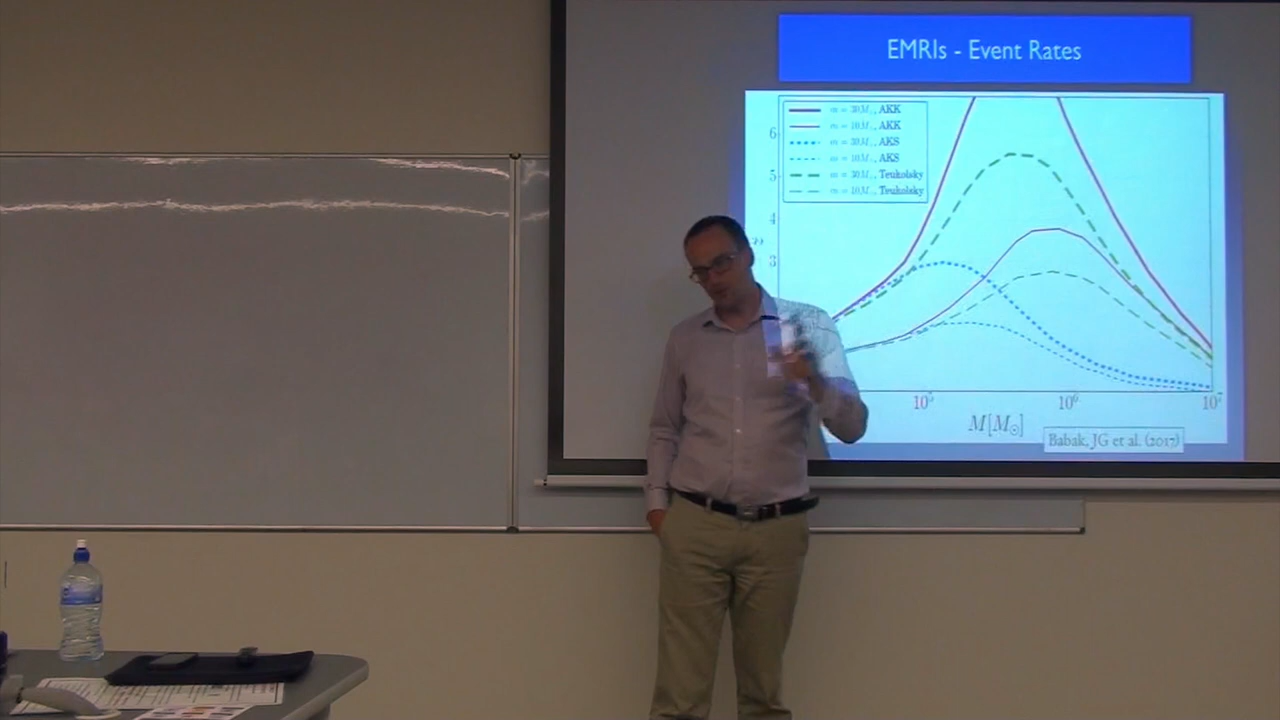 EMRIs - Event Rates
m = 30M☉, AKK
m = 10M☉, AKK
m = 30M☉, AKS
m = 10M☉, AKS
m = 30M☉, Teukolsky
m = 10M☉, Teukolsky
6
5
4
3
10⁵ 10⁶ 10⁷
M[M☉]
Babak, JG et al. (2017)